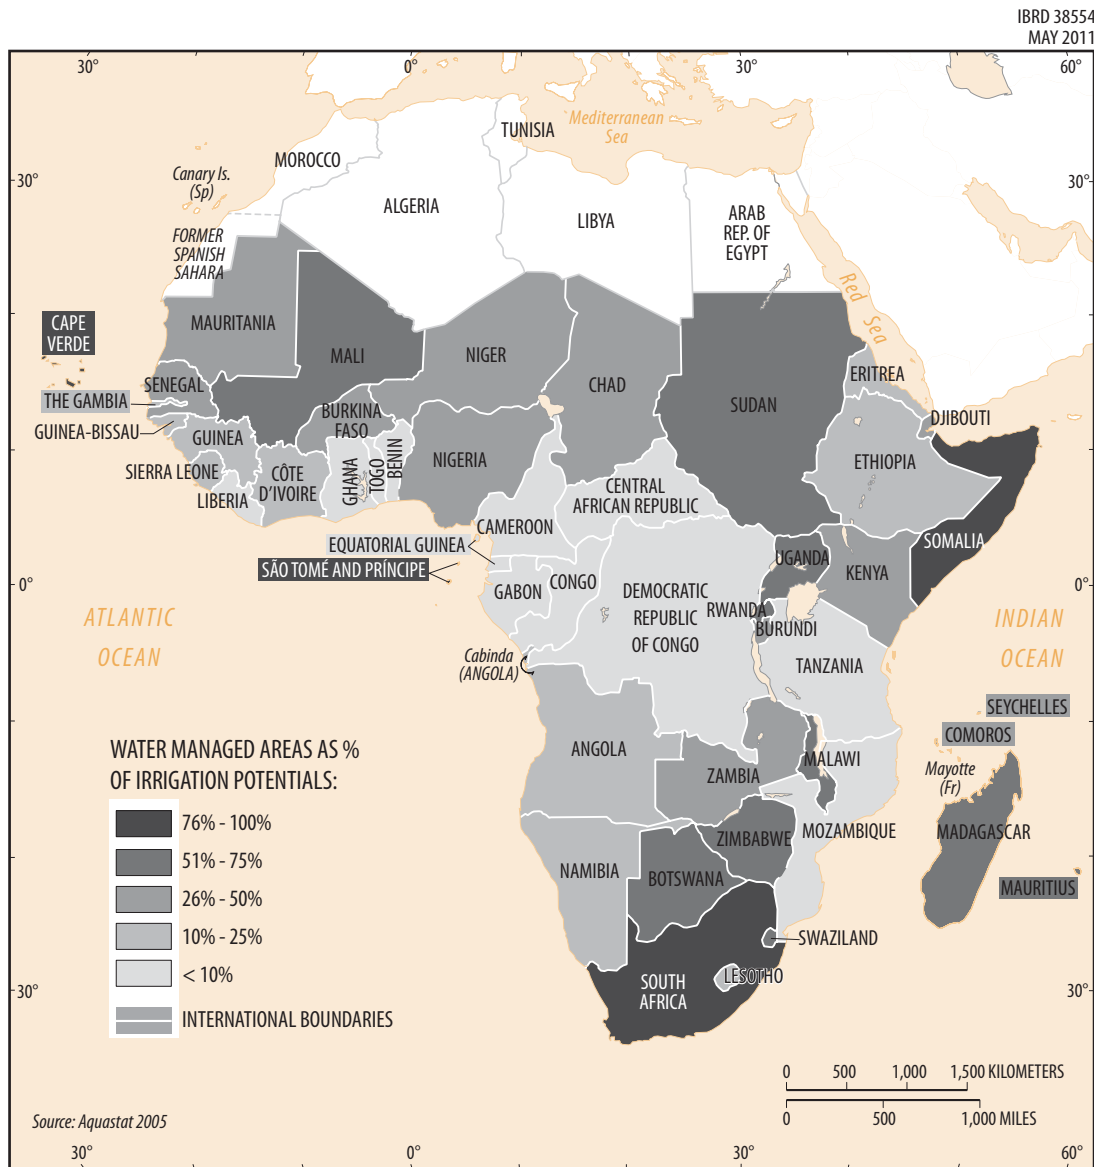 IBRD 38554
MAY 2011
30°
0°
30°
60°
Mediterranean
Sea
TUNISIA
MOROCCO
Canary Is.
(Sp)
30°
30°
ALGERIA
LIBYA
ARAB
REP. OF
EGYPT
FORMER
SPANISH
SAHARA
Red Sea
CAPE
VERDE
MAURITANIA
MALI
NIGER
CHAD
SUDAN
ERITREA
SENEGAL
THE GAMBIA
GUINEA-BISSAU
GUINEA
BURKINA
FASO
DJIBOUTI
SIERRA LEONE
LIBERIA
CÔTE
D'IVOIRE
GHANA
TOGO
BENIN
NIGERIA
ETHIOPIA
CENTRAL
AFRICAN REPUBLIC
CAMEROON
EQUATORIAL GUINEA
SOMALIA
SÃO TOMÉ AND PRÍNCIPE
UGANDA
KENYA
0°
0°
GABON
CONGO
DEMOCRATIC
REPUBLIC
OF CONGO
RWANDA
BURUNDI
ATLANTIC
OCEAN
INDIAN
OCEAN
Cabinda
(ANGOLA)
TANZANIA
SEYCHELLES
COMOROS
Mayotte
(Fr)
ANGOLA
ZAMBIA
MALAWI
MOZAMBIQUE
MADAGASCAR
ZIMBABWE
NAMIBIA
BOTSWANA
MAURITIUS
SWAZILAND
LESOTHO
SOUTH
AFRICA
WATER MANAGED AREAS AS %
OF IRRIGATION POTENTIALS:
76% - 100%
51% - 75%
26% - 50%
10% - 25%
< 10%
INTERNATIONAL BOUNDARIES
30°
30°
0 500 1,000 1,500 KILOMETERS
0 500 1,000 MILES
Source: Aquastat 2005
30°
0°
30°
60°